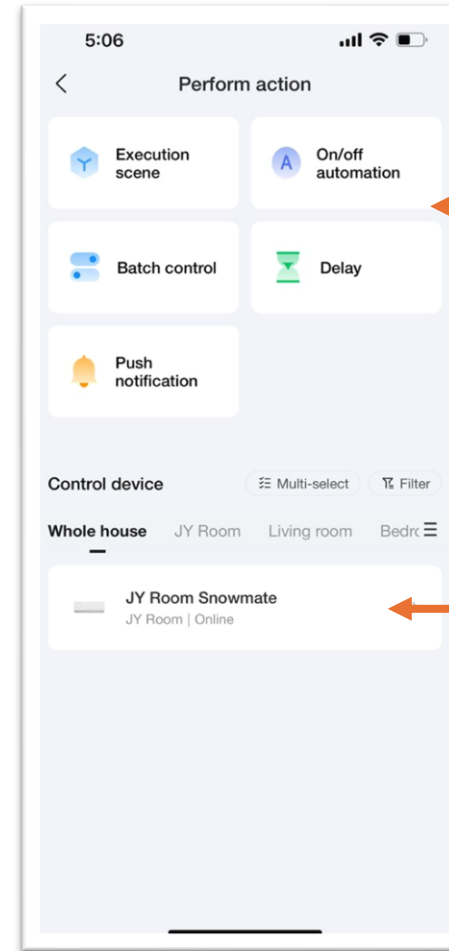 5:06
Perform action
Execution
scene
A
On/off
automation
Batch control
Delay
Push
notification
Control device
Multi-select
Filter
Whole house
JY Room
Living room
Bedr
JY Room Snowmate
JY Room | Online